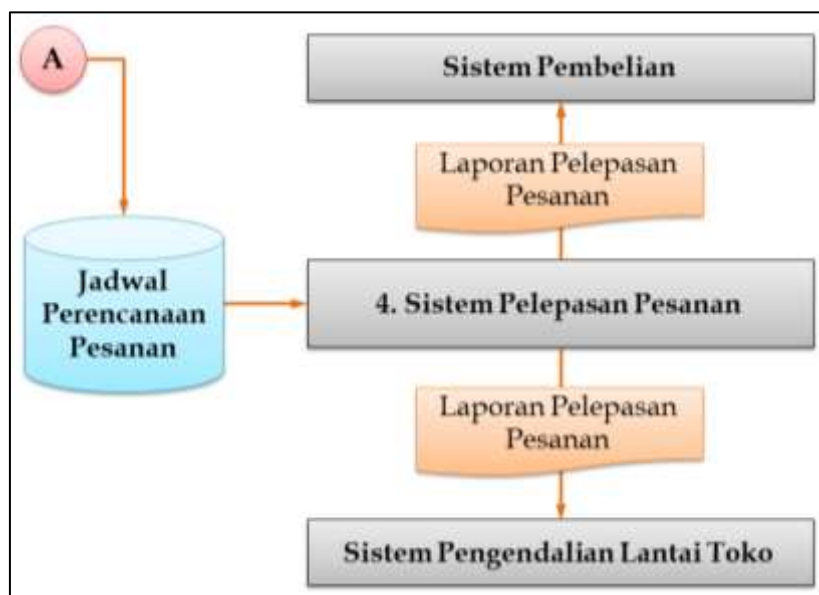 A
Sistem Pembelian
Laporan Pelepasan
Pesanan
Jadwal
Perencanaan
Pesanan
4. Sistem Pelepasan Pesanan
Laporan Pelepasan
Pesanan
Sistem Pengendalian Lantai Toko